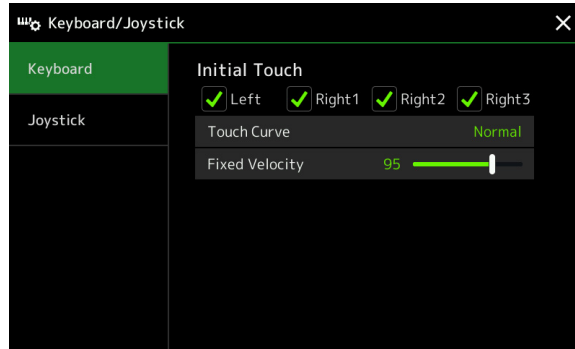 Keyboard/Joystick
Keyboard
Joystick
Initial Touch
Left Right1 Right2 Right3
Touch Curve Normal
Fixed Velocity 95